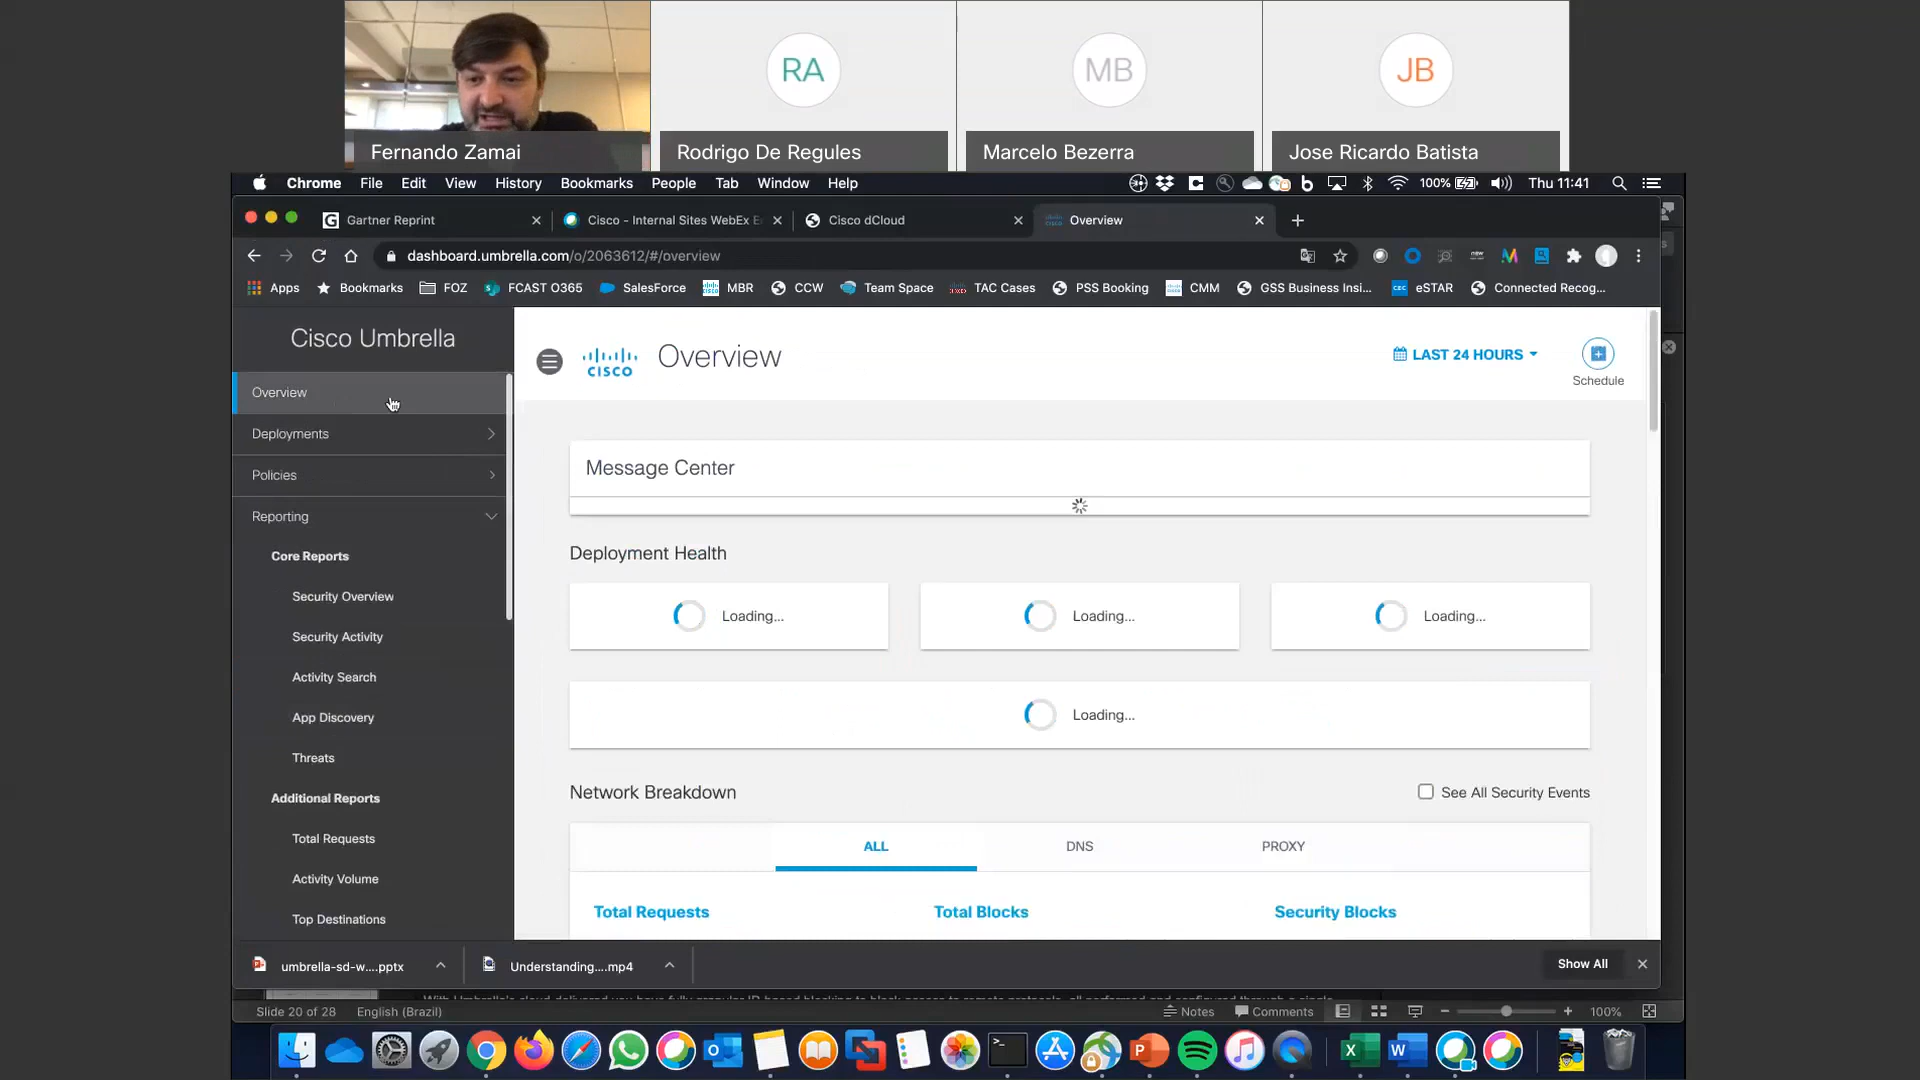 RA
MB
JB
Fernando Zamai
Rodrigo De Regules
Marcelo Bezerra
Jose Ricardo Batista
Chrome File Edit View History Bookmarks People Tab Window Help
100%
Thu 11:41
Gartner Reprint
Cisco - Internal Sites WebEx E
Cisco dCloud
Overview
dashboard.umbrella.com/o/2063612/#/overview
Apps
Bookmarks
FOZ
FCAST O365
SalesForce
MBR
CCW
Team Space
TAC Cases
PSS Booking
CMM
GSS Business Insi...
eSTAR
Connected Recog...
Cisco Umbrella
Overview
Deployments
Policies
Reporting
Core Reports
Security Overview
Security Activity
Activity Search
App Discovery
Threats
Additional Reports
Total Requests
Activity Volume
Top Destinations
CISCO
Overview
LAST 24 HOURS
Schedule
Message Center
Deployment Health
Loading...
Loading...
Loading...
Loading...
Network Breakdown
See All Security Events
ALL
DNS
PROXY
Total Requests
Total Blocks
Security Blocks
umbrella-sd-w....pptx
Understanding....mp4
Show All
Slide 20 of 28
English (Brazil)
Notes
Comments
100%